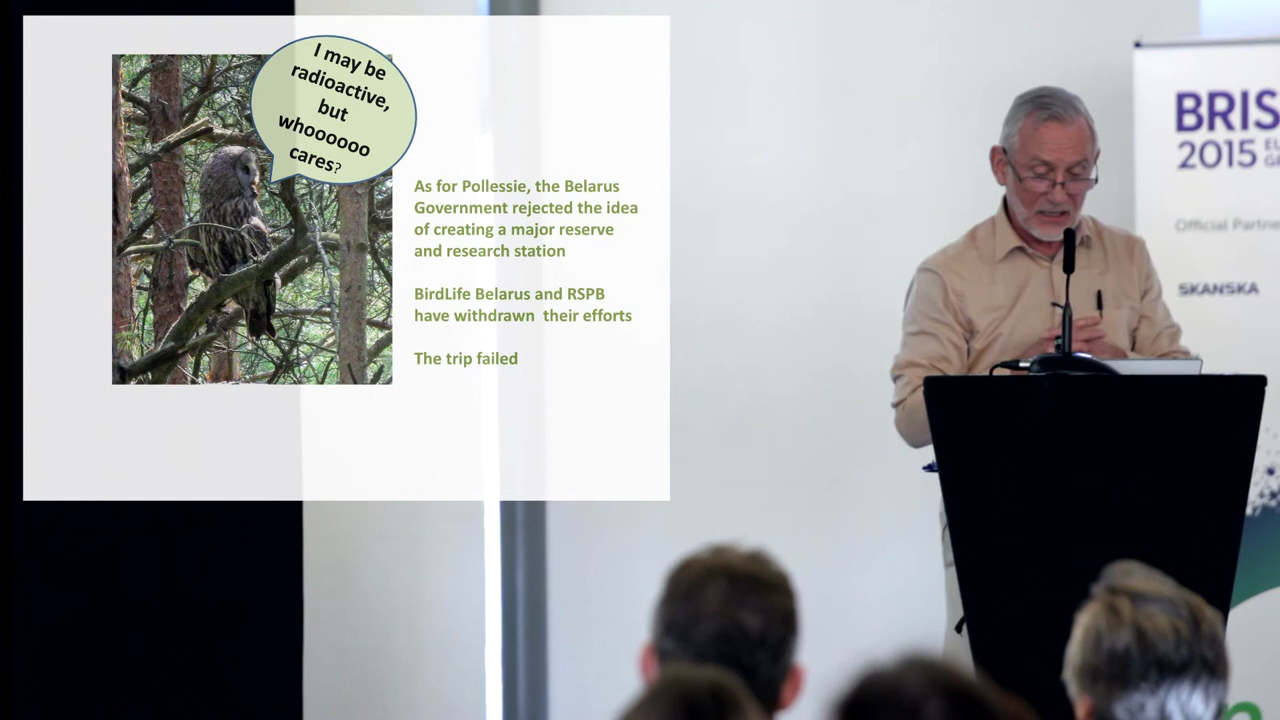 I may be
radioactive,
but
whoooooo
cares?
As for Pollessie, the Belarus
Government rejected the idea
of creating a major reserve
and research station
BirdLife Belarus and RSPB
have withdrawn their efforts
The trip failed
BRIS
2015
Official Partne
SKANSKA